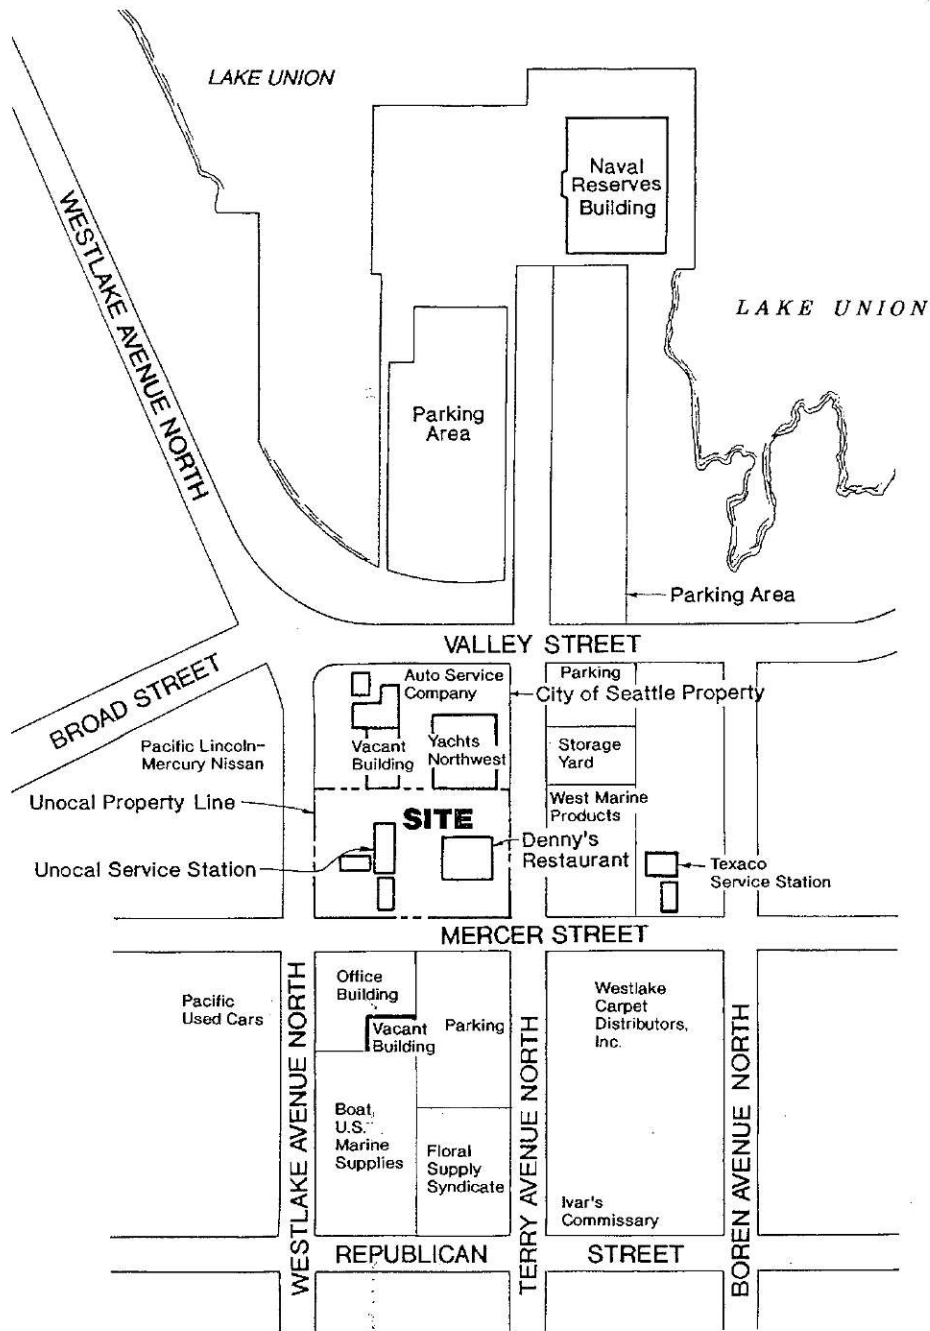 LAKE UNION
Naval
Reserves
Building
WESTLAKE AVENUE NORTH
LAKE UNION
Parking
Area
Parking Area
VALLEY STREET
BROAD STREET
Auto Service
Company
Parking
City of Seattle Property
Pacific Lincoln-
Mercury Nissan
Vacant
Building
Yachts
Northwest
Storage
Yard
Unocal Property Line
SITE
West Marine
Products
Denny's
Restaurant
Unocal Service Station
Texaco
Service Station
MERCER STREET
Office
Building
Pacific
Used Cars
Vacant
Building
Parking
Westlake
Carpet
Distributors,
Inc.
WESTLAKE AVENUE NORTH
TERRY AVENUE NORTH
BOREN AVENUE NORTH
Boat
U.S.
Marine
Supplies
Floral
Supply
Syndicate
Ivar's
Commissary
REPUBLICAN STREET